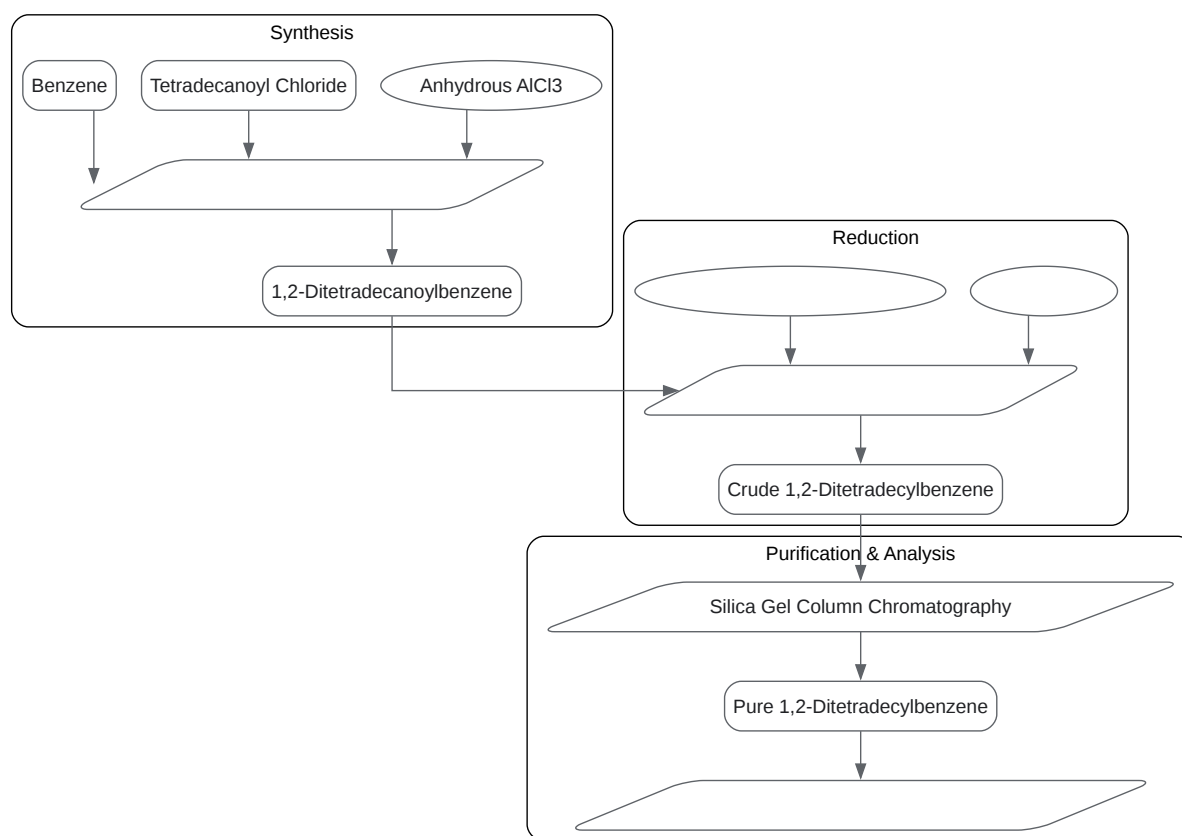 Synthesis
Benzene
Tetradecanoyl Chloride
Anhydrous AlCl3
1,2-Ditetradecanoylbenzene
Reduction
Crude 1,2-Ditetradecylbenzene
Purification & Analysis
Silica Gel Column Chromatography
Pure 1,2-Ditetradecylbenzene